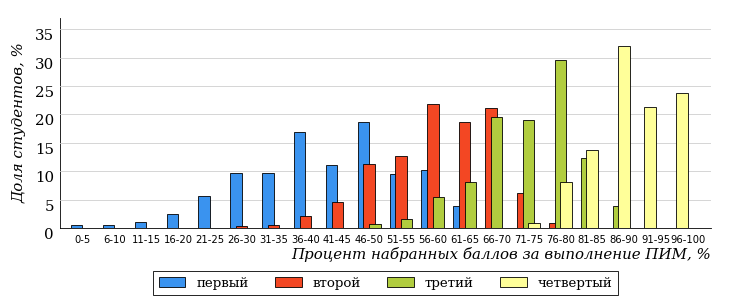 Доля студентов, %
35
30
25
20
15
10
5
0
0-5 6-10 11-15 16-20 21-25 26-30 31-35 36-40 41-45 46-50 51-55 56-60 61-65 66-70 71-75 76-80 81-85 86-90 91-95 96-100
Процент набранных баллов за выполнение ПИМ, %
первый второй третий четвертый